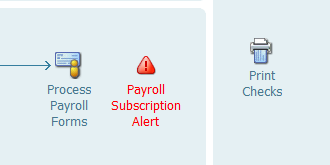 Process
Payroll
Forms
Payroll
Subscription
Alert
Print
Checks